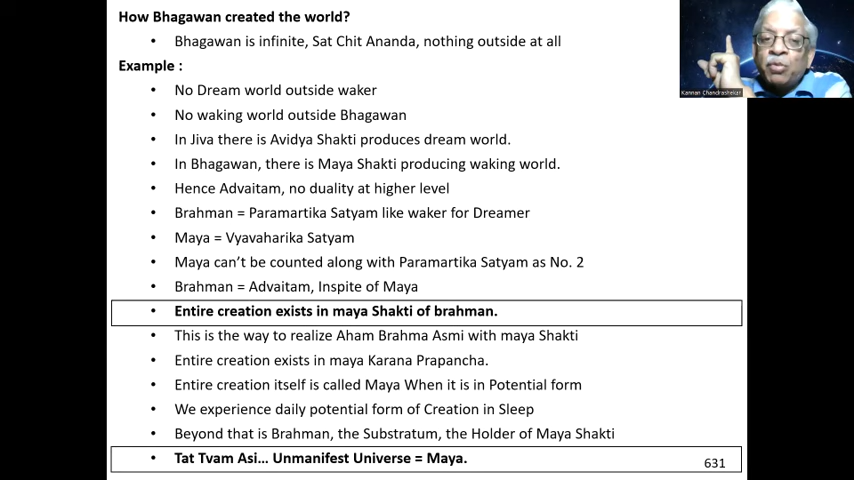 How Bhagawan created the world?
• Bhagawan is infinite, Sat Chit Ananda, nothing outside at all
Example :
• No Dream world outside waker
• No waking world outside Bhagawan
• In Jiva there is Avidya Shakti produces dream world.
• In Bhagawan, there is Maya Shakti producing waking world.
• Hence Advaitam, no duality at higher level
• Brahman = Paramartika Satyam like waker for Dreamer
• Maya = Vyavaharika Satyam
• Maya can’t be counted along with Paramartika Satyam as No. 2
• Brahman = Advaitam, Inspite of Maya
• Entire creation exists in maya Shakti of brahman.
• This is the way to realize Aham Brahma Asmi with maya Shakti
• Entire creation exists in maya Karana Prapancha.
• Entire creation itself is called Maya When it is in Potential form
• We experience daily potential form of Creation in Sleep
• Beyond that is Brahman, the Substratum, the Holder of Maya Shakti
• Tat Tvam Asi… Unmanifest Universe = Maya.
631
Kannan Chandrashekar